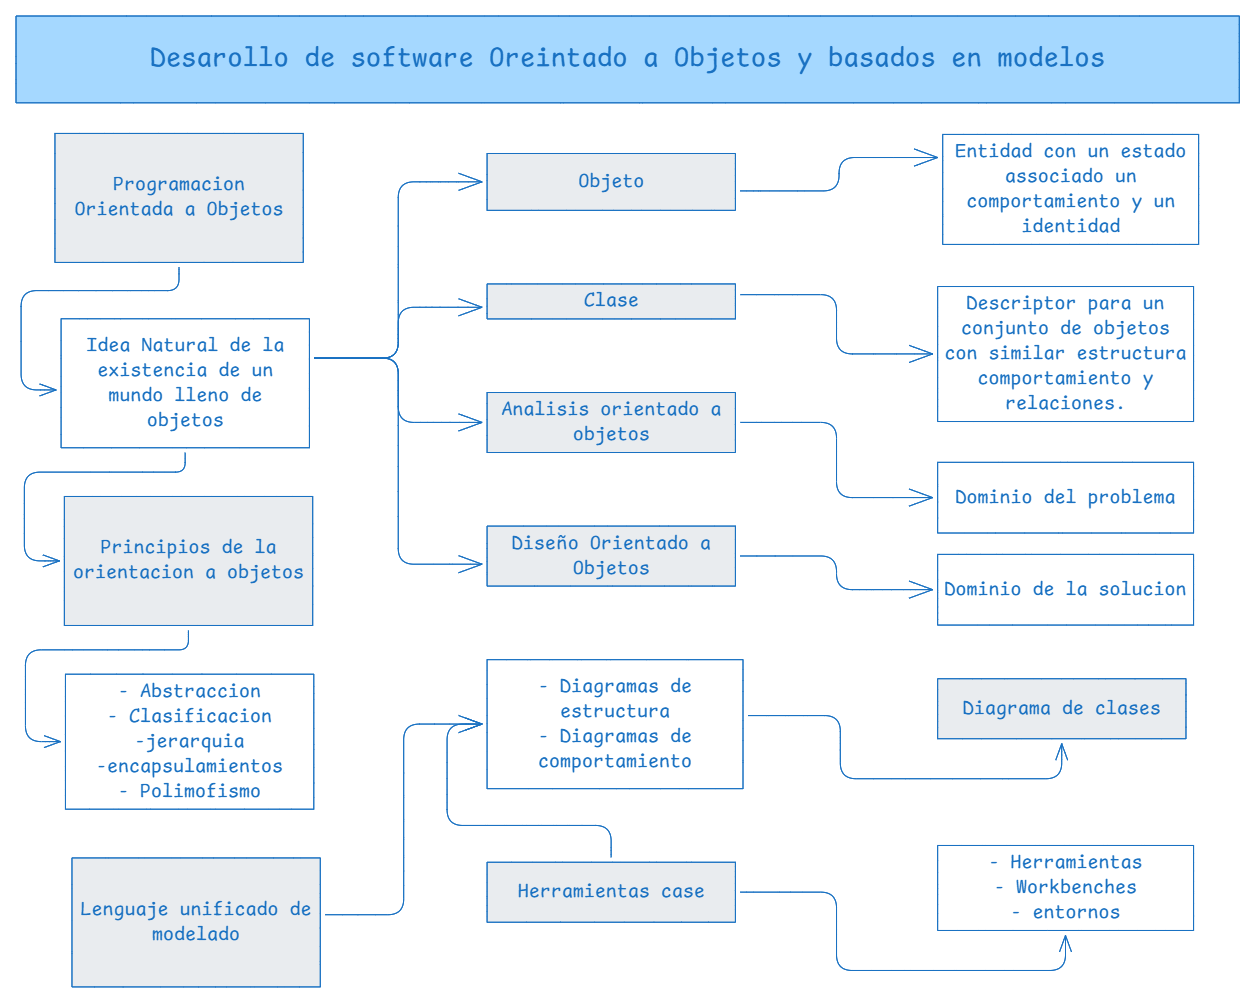 Desarollo de software Oreintado a Objetos y basados en modelos
Programacion
Orientada a Objetos
Idea Natural de la
existencia de un
mundo lleno de
objetos
Principios de la
orientacion a objetos
- Abstraccion
- Clasificacion
-jerarquia
-encapsulamientos
- Polimofismo
Lenguaje unificado de
modelado
Objeto
Clase
Analisis orientado a
objetos
Diseño Orientado a
Objetos
- Diagramas de
estructura
- Diagramas de
comportamiento
Herramientas case
Entidad con un estado
associado un
comportamiento y un
identidad
Descriptor para un
conjunto de objetos
con similar estructura
comportamiento y
relaciones.
Dominio del problema
Dominio de la solucion
Diagrama de clases
- Herramientas
- Workbenches
- entornos